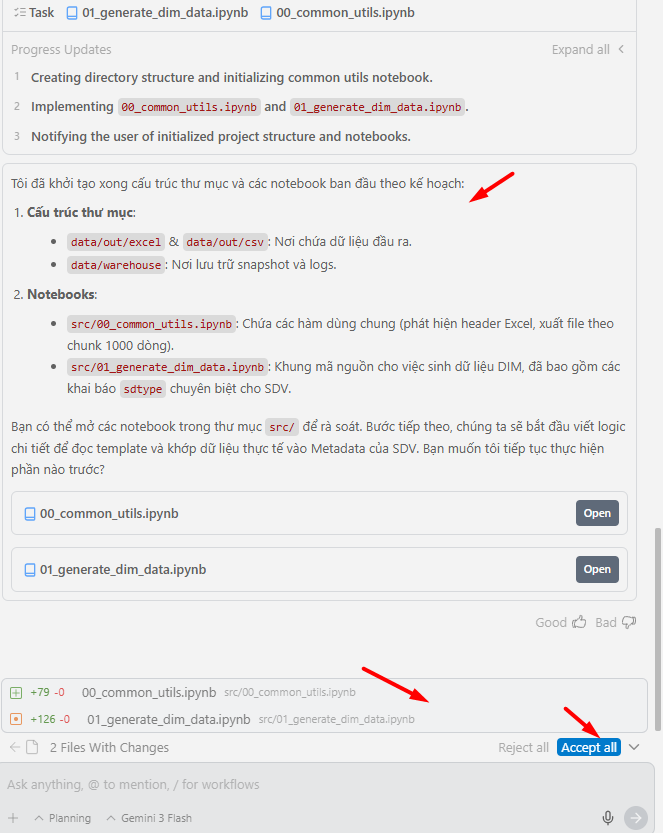 Task 01_generate_dim_data.ipynb 00_common_utils.ipynb
Progress Updates Expand all
1 Creating directory structure and initializing common utils notebook.
2 Implementing 00_common_utils.ipynb and 01_generate_dim_data.ipynb.
3 Notifying the user of initialized project structure and notebooks.
Tôi đã khởi tạo xong cấu trúc thư mục và các notebook ban đầu theo kế hoạch:
1. Cấu trúc thư mục:
• data/out/excel & data/out/csv: Nơi chứa dữ liệu đầu ra.
• data/warehouse: Nơi lưu trữ snapshot và logs.
2. Notebooks:
• src/00_common_utils.ipynb: Chứa các hàm dùng chung (phát hiện header Excel, xuất file theo
chunk 1000 dòng).
• src/01_generate_dim_data.ipynb: Khung mã nguồn cho việc sinh dữ liệu DIM, đã bao gồm các
khai báo sdtype chuyên biệt cho SDV.
Bạn có thể mở các notebook trong thư mục src/ để rà soát. Bước tiếp theo, chúng ta sẽ bắt đầu viết logic
chi tiết để đọc template và khớp dữ liệu thực tế vào Metadata của SDV. Bạn muốn tôi tiếp tục thực hiện
phần nào trước?
00_common_utils.ipynb Open
01_generate_dim_data.ipynb Open
Good Bad
+79 -0 00_common_utils.ipynb src/00_common_utils.ipynb
+126 -0 01_generate_dim_data.ipynb src/01_generate_dim_data.ipynb
2 Files With Changes Reject all Accept all
Ask anything, @ to mention, / for workflows
Planning Gemini 3 Flash